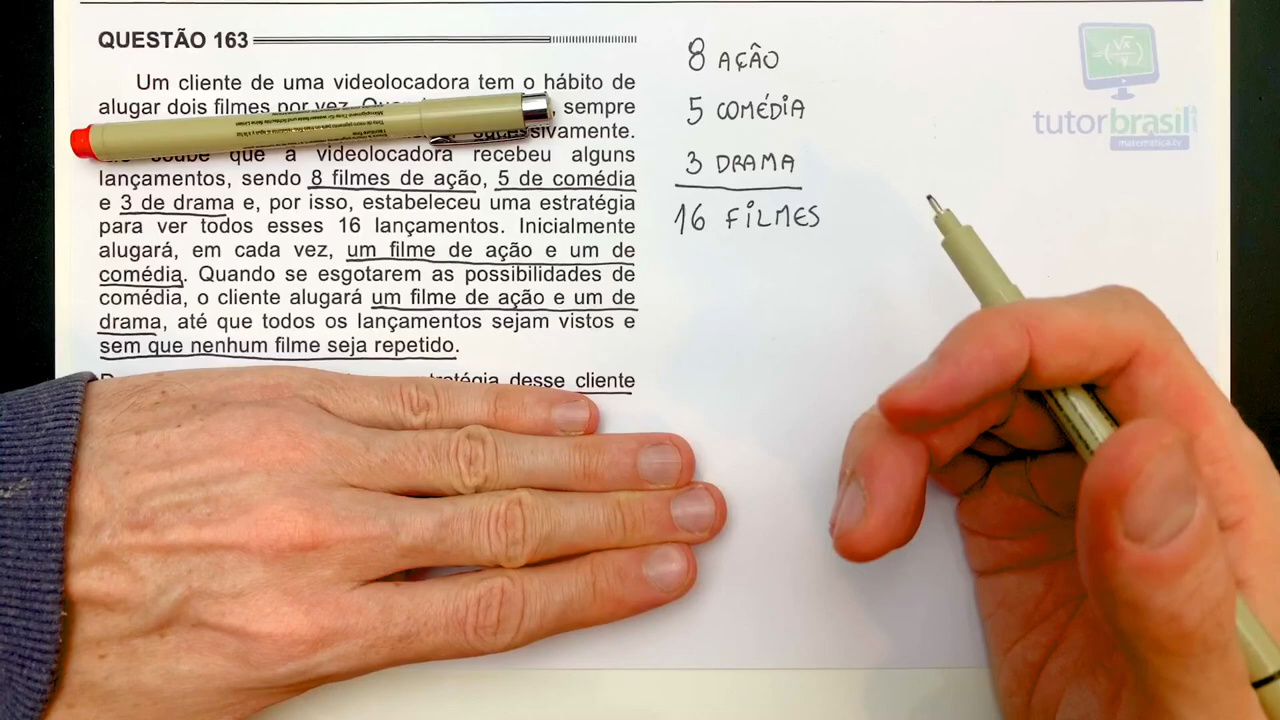 QUESTÃO 163
Um cliente de uma videolocadora tem o hábito de
alugar dois filmes por vez. sempre
sucessivamente.
soube que a videolocadora recebeu alguns
lançamentos, sendo 8 filmes de ação, 5 de comédia
e 3 de drama e, por isso, estabeleceu uma estratégia
para ver todos esses 16 lançamentos. Inicialmente
alugará, em cada vez, um filme de ação e um de
comédia. Quando se esgotarem as possibilidades de
comédia, o cliente alugará um filme de ação e um de
drama, até que todos os lançamentos sejam vistos e
sem que nenhum filme seja repetido.
desse cliente
8 AÇÃO
5 COMÉDIA
3 DRAMA
16 FILMES
tutorbrasil
matematica.tv